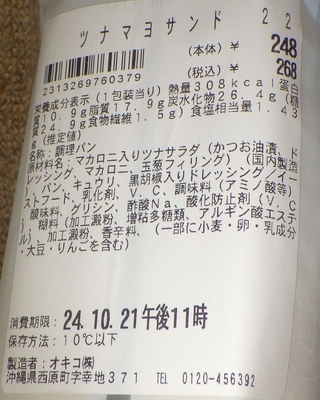 ツナマヨサンド 22
(本体)¥ 248
(税込)¥ 268
2313269760379
栄養成分表示(1包装当り)熱量308kcal蛋白
質10.9g脂質17.9g炭水化物26.4g(糖
質24.9g食物繊維1.5g)食塩相当量1.43
g(推定値)
名称:調理パン
原材料名:マカロニ入りツナサラダ(かつお油漬、ド
レッシング、マカロニ、玉葱フィリング)(国内製造
)、パン、キュウリ、黒胡椒入りドレッシング/イー
ストフード、乳化剤、V.C、調味料(アミノ酸等)
、酸味料、グリシン、酢酸Na、酸化防止剤(V.C
)、糊料(加工澱粉、増粘多糖類、アルギン酸エステ
ル)、加工澱粉、香辛料、(一部に小麦・卵・乳成分
・大豆・りんごを含む)
消費期限: 24.10.21午後11時
保存方法:10℃以下
製造者:オキコ㈱
沖縄県西原町字幸地371 TEL 0120-456392